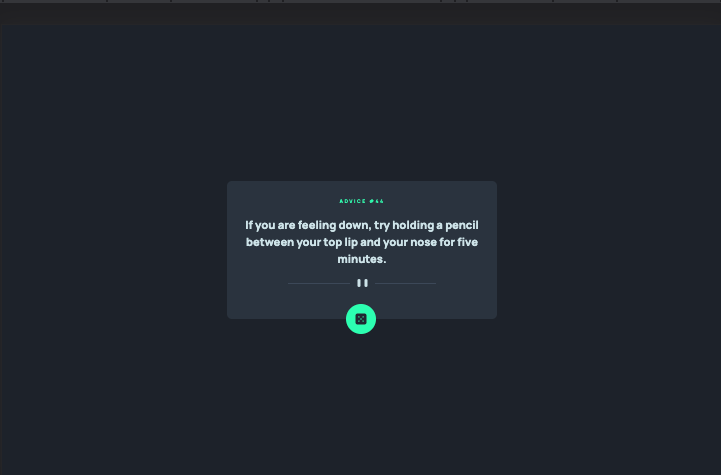 ADVICE #44
If you are feeling down, try holding a pencil
between your top lip and your nose for five
minutes.